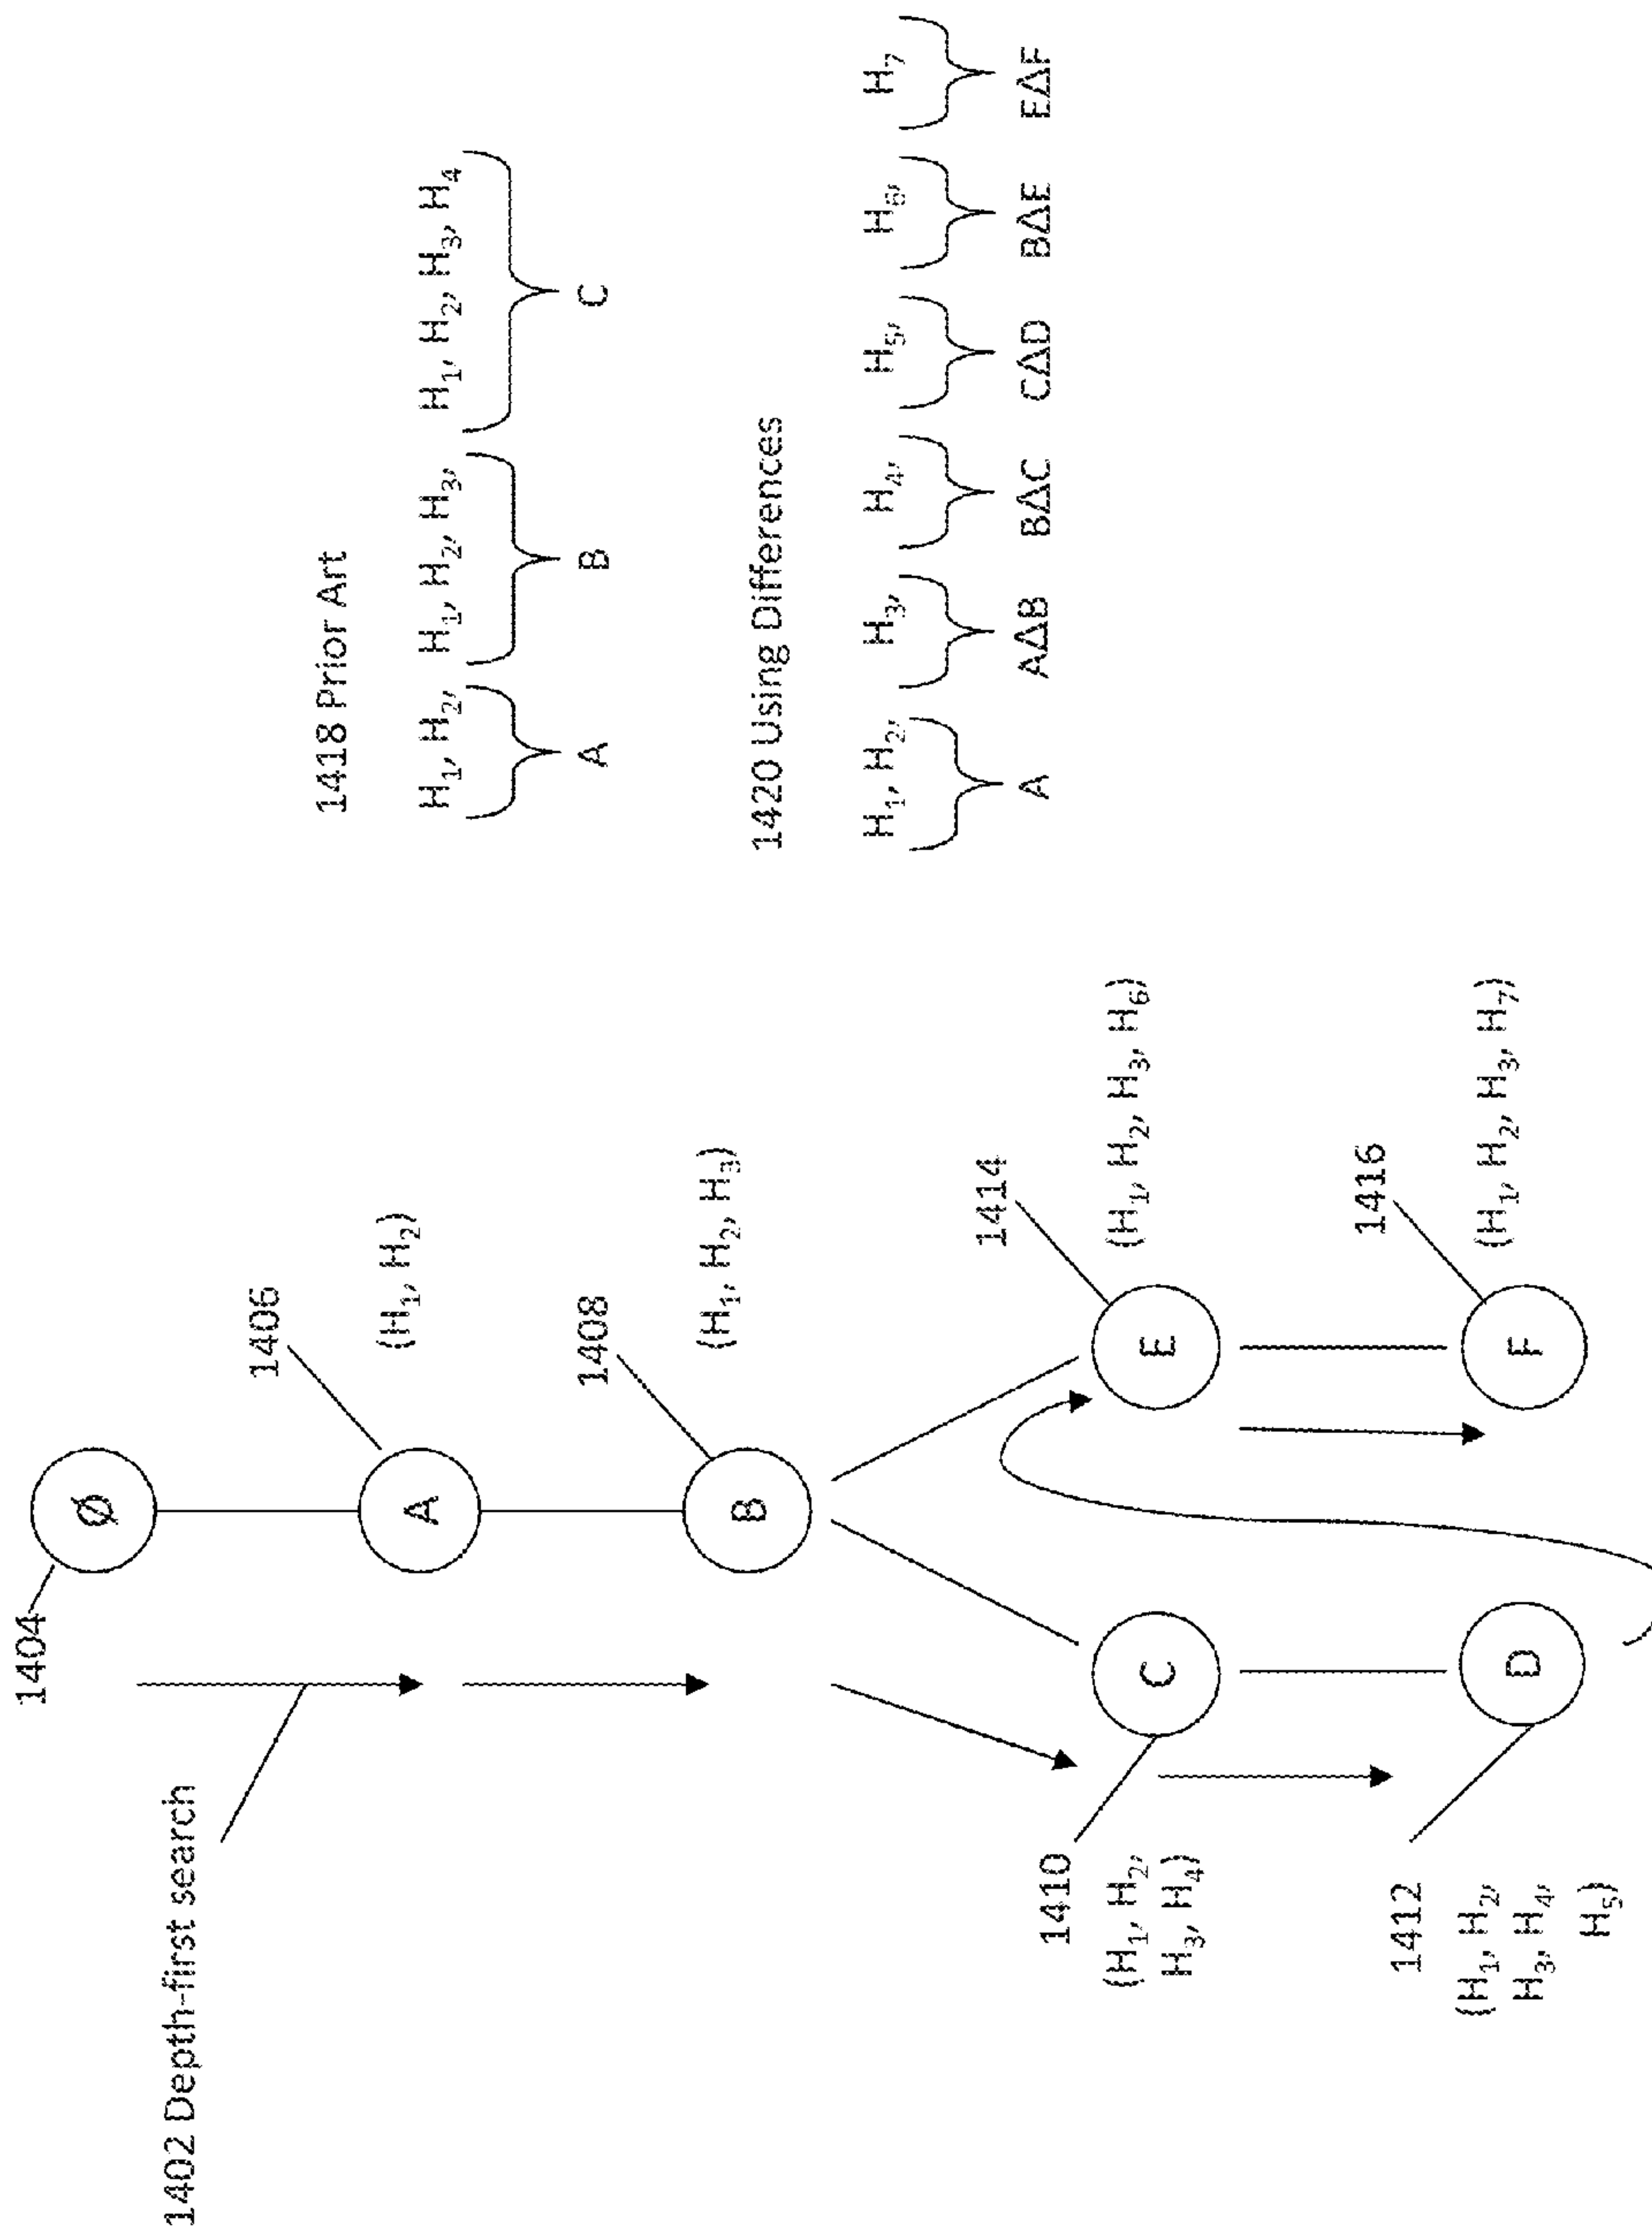 1402 Depth-first search
1404
Ø
1406
A
(H₁, H₂)
1408
B
(H₁, H₂, H₃)
1410
(H₁, H₂,
H₃, H₄)
C
1414
E
(H₁, H₂, H₃, H₆)
1412
(H₁, H₂,
H₃, H₄,
H₅)
D
1416
F
(H₁, H₂, H₃, H₇)
1418 Prior Art
H₁, H₂, H₁, H₂, H₃, H₁, H₂, H₃, H₄
A B C
1420 Using Differences
H₁, H₂, H₃, H₄, H₅, H₆, H₇
A AΔB BΔC CΔD BΔE EΔF